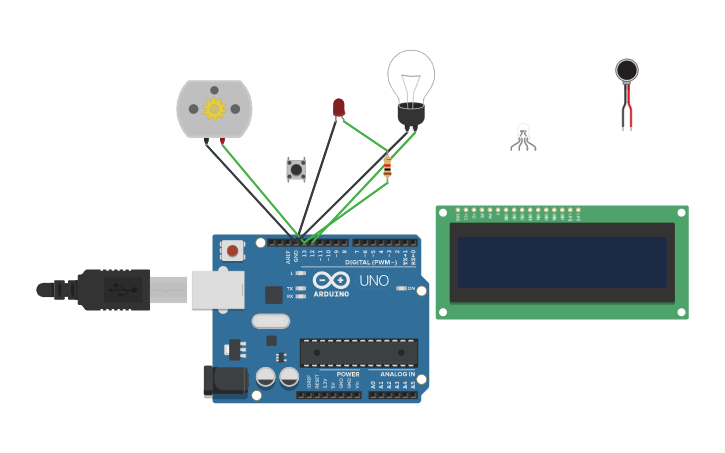 AREF
GND
13
12
~11
~10
~9
8
7
~6
~5
4
~3
2
TX→1
RX←0
DIGITAL (PWM~)
L
TX
RX
ARDUINO
UNO
ON
POWER
ANALOG IN
IOREF
RESET
3.3V
5V
GND
GND
Vin
A0
A1
A2
A3
A4
A5